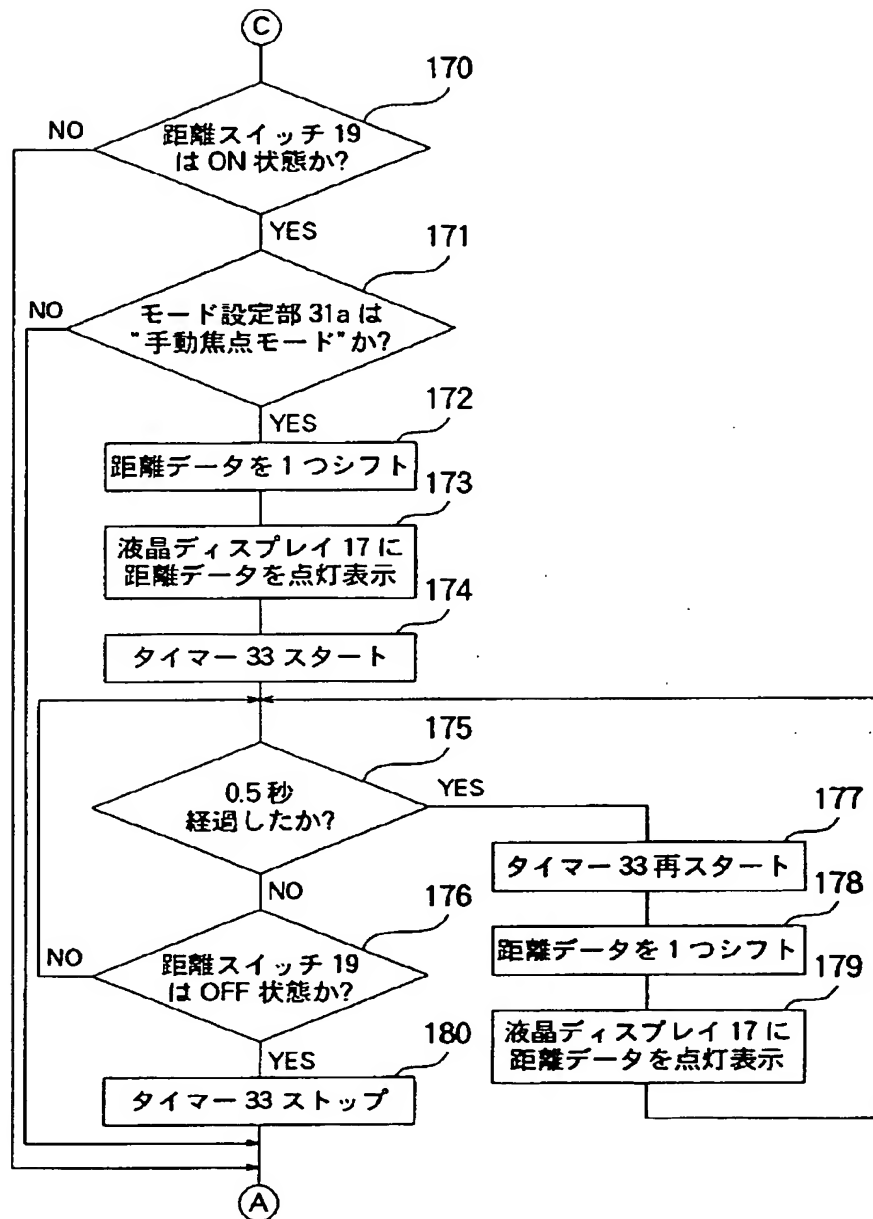 C
170
NO
距離スイッチ 19
は ON 状態か?
YES
171
NO
モード設定部 31a は
"手動焦点モード"か?
YES
172
距離データを1つシフト
173
液晶ディスプレイ 17 に
距離データを点灯表示
174
タイマー 33 スタート
175
0.5 秒
経過したか?
YES
177
タイマー 33 再スタート
NO
176
178
距離データを1つシフト
NO
距離スイッチ 19
は OFF 状態か?
179
液晶ディスプレイ 17 に
距離データを点灯表示
YES
180
タイマー 33 ストップ
A